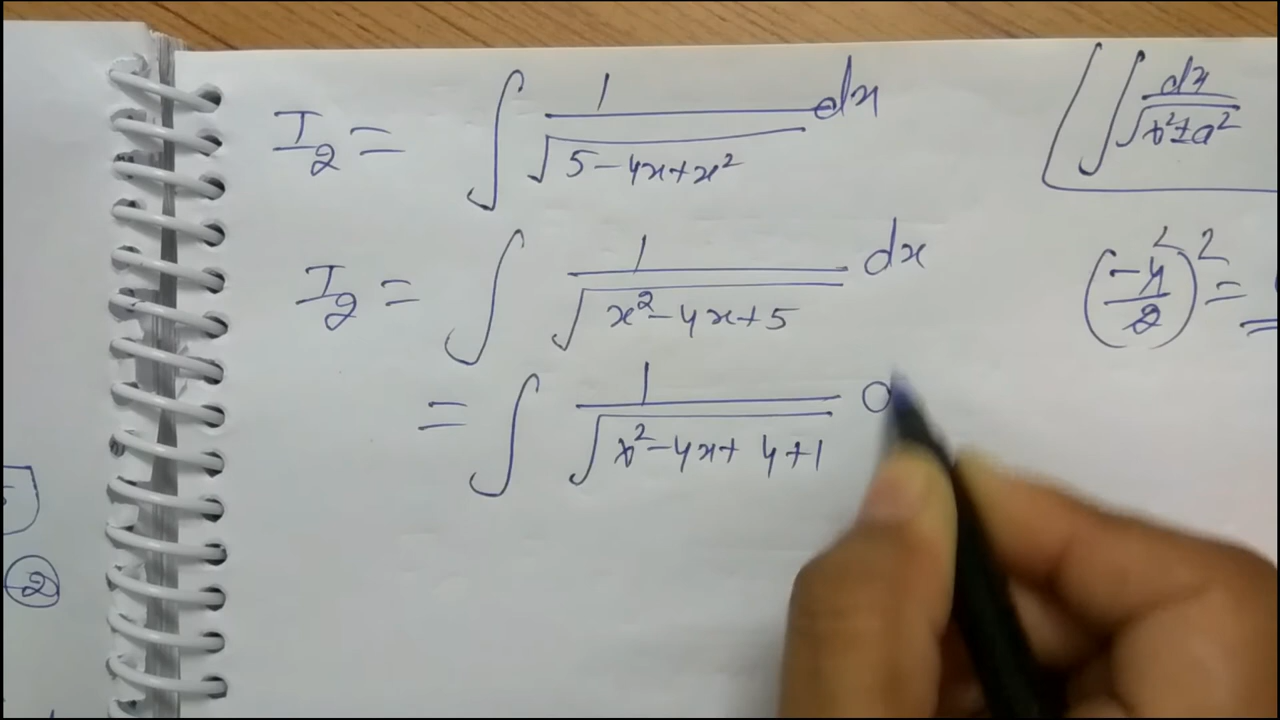 I₂ = ∫ 1/√(5-4x+x²) dx
∫ dx/√(x²±a²)
I₂ = ∫ 1/√(x²-4x+5) dx
(-4/2)² =
= ∫ 1/√(x²-4x+4+1)
2